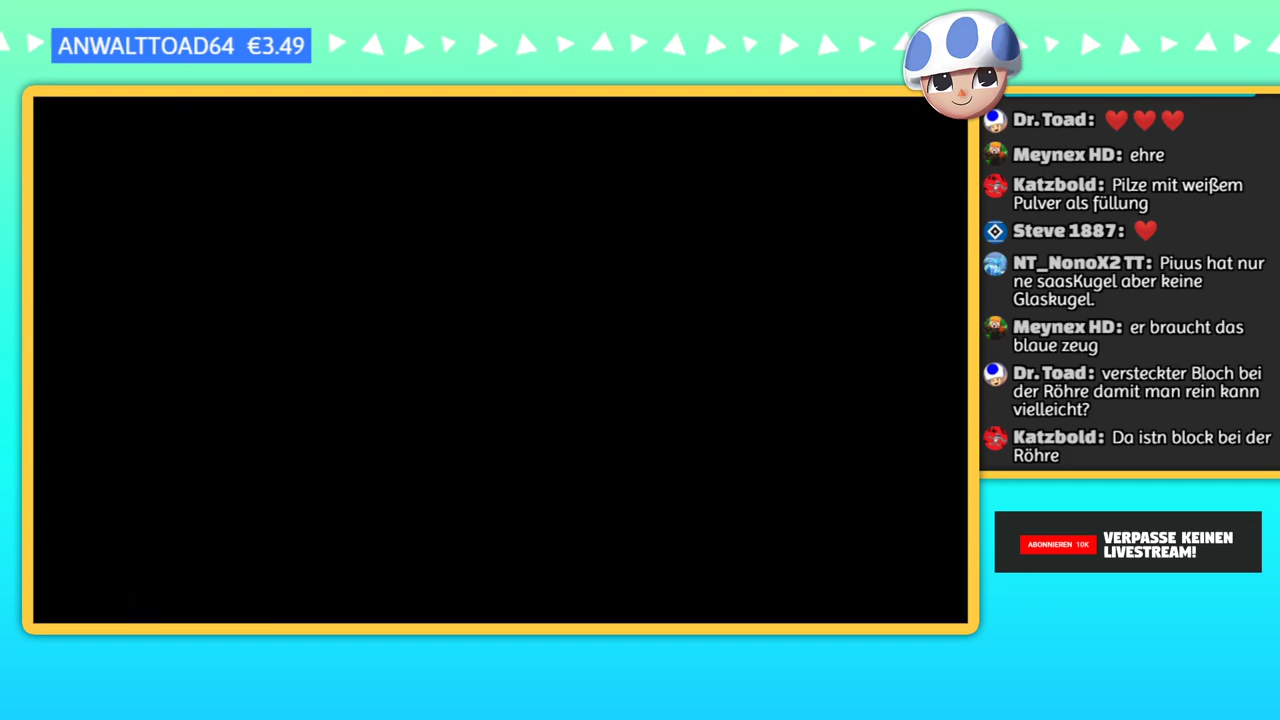 ANWALTTOAD64 €3.49
Dr. Toad: ❤️ ❤️ ❤️
Meynex HD: ehre
Katzbold: Pilze mit weißem
Pulver als füllung
Steve 1887: ❤️
NT_NonoX2 TT: Piuus hat nur
ne saasKugel aber keine
Glaskugel.
Meynex HD: er braucht das
blaue zeug
Dr. Toad: versteckter Bloch bei
der Röhre damit man rein kann
vielleicht?
Katzbold: Da istn block bei der
Röhre
ABONNIEREN 10K
VERPASSE KEINEN
LIVESTREAM!